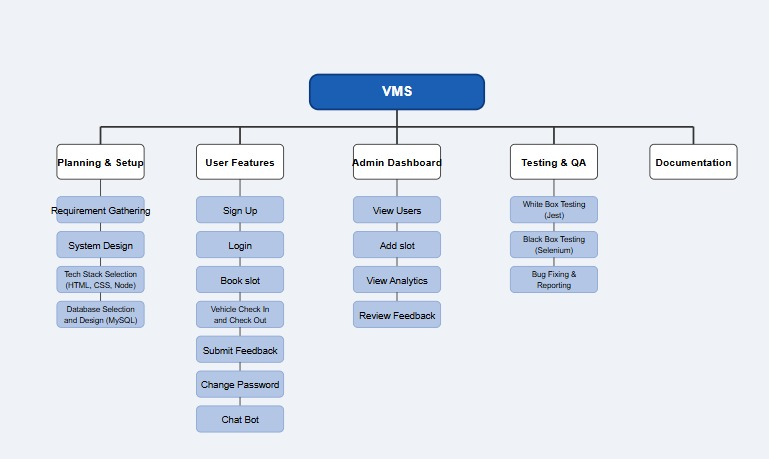 VMS
Planning & Setup
Requirement Gathering
System Design
Tech Stack Selection
(HTML, CSS, Node)
Database Selection
and Design (MySQL)
User Features
Sign Up
Login
Book slot
Vehicle Check In
and Check Out
Submit Feedback
Change Password
Chat Bot
Admin Dashboard
View Users
Add slot
View Analytics
Review Feedback
Testing & QA
White Box Testing
(Jest)
Black Box Testing
(Selenium)
Bug Fixing &
Reporting
Documentation